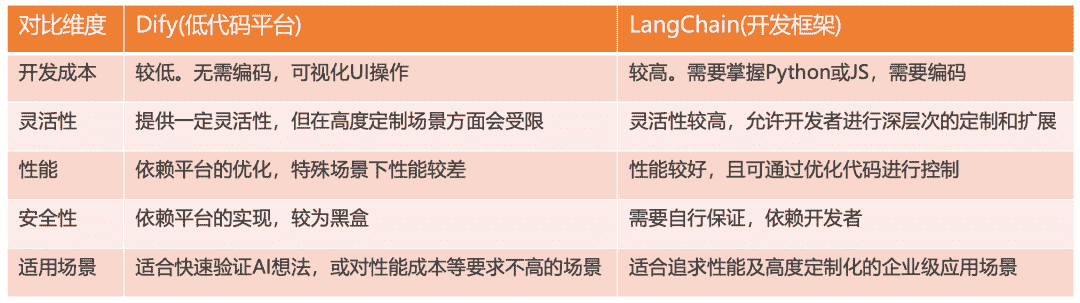 对比维度 Dify(低代码平台) LangChain(开发框架)
开发成本 较低。无需编码，可视化UI操作 较高。需要掌握Python或JS，需要编码
灵活性 提供一定灵活性，但在高度定制场景方面会受限 灵活性较高，允许开发者进行深层次的定制和扩展
性能 依赖平台的优化，特殊场景下性能较差 性能较好，且可通过优化代码进行控制
安全性 依赖平台的实现，较为黑盒 需要自行保证，依赖开发者
适用场景 适合快速验证AI想法，或对性能成本等要求不高的场景 适合追求性能及高度定制化的企业级应用场景